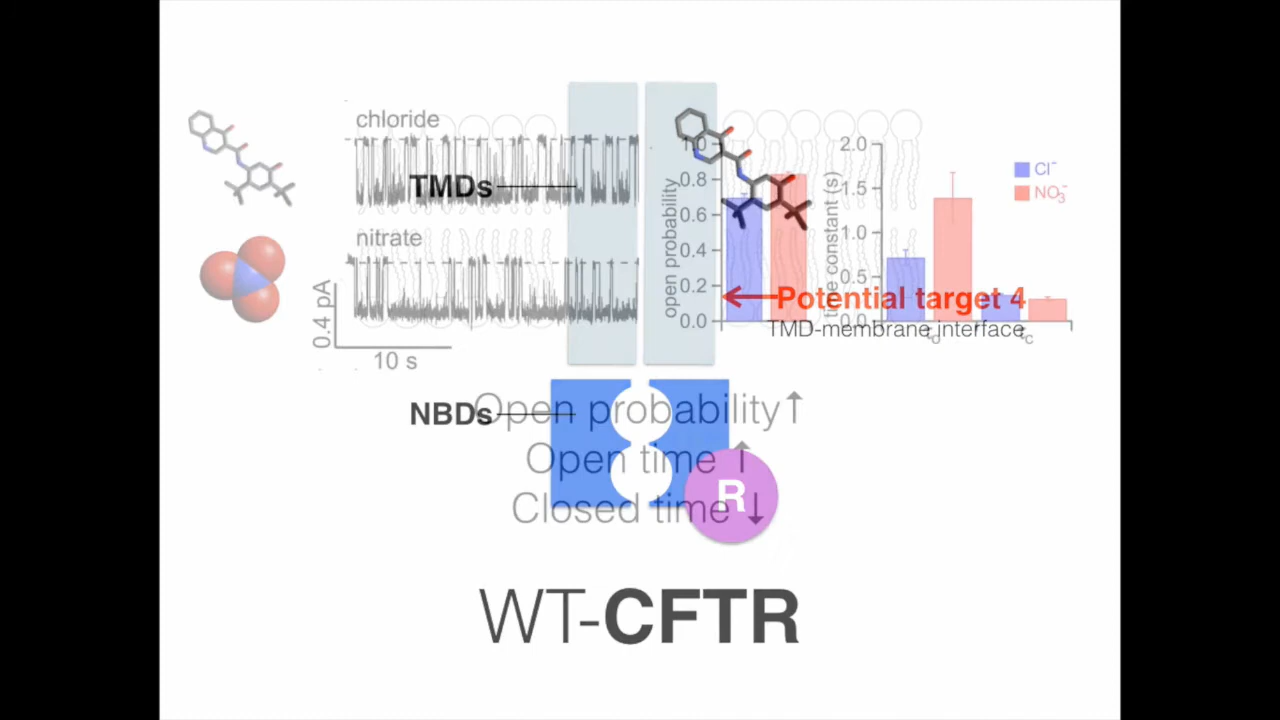 chloride
TMDs
nitrate
0.4 pA
10 s
open probability
1.0
0.8
0.6
0.4
0.2
0.0
time constant (s)
2.0
1.5
1.0
0.5
0.0
Cl⁻
NO₃⁻
Potential target 4
TMD-membrane interface
τd
τc
NBDs
Open probability↑
Open time ↑
Closed time ↓
R
WT-CFTR